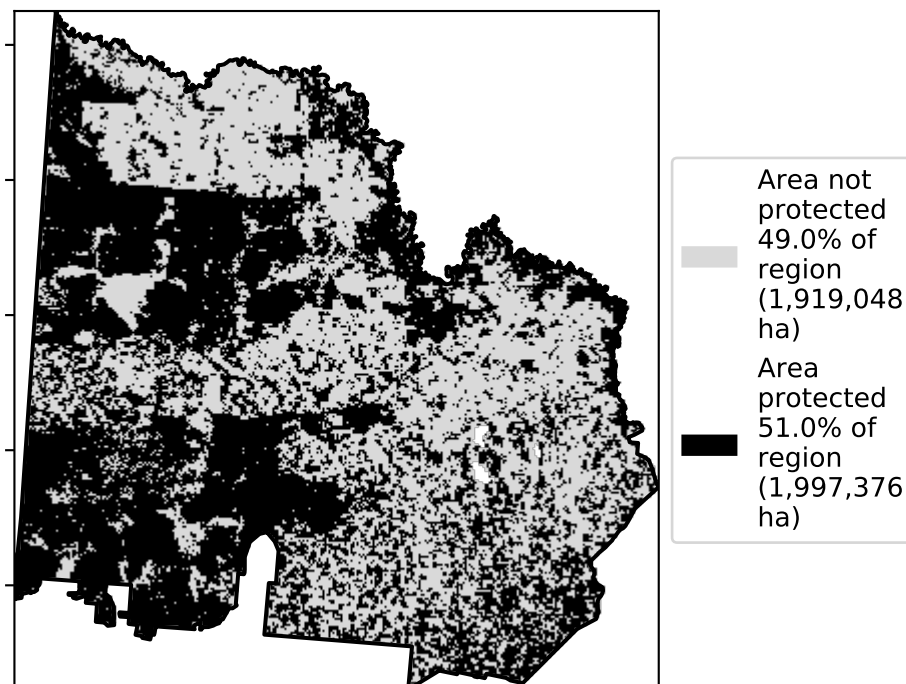 Area not
protected
49.0% of
region
(1,919,048
ha)
Area
protected
51.0% of
region
(1,997,376
ha)